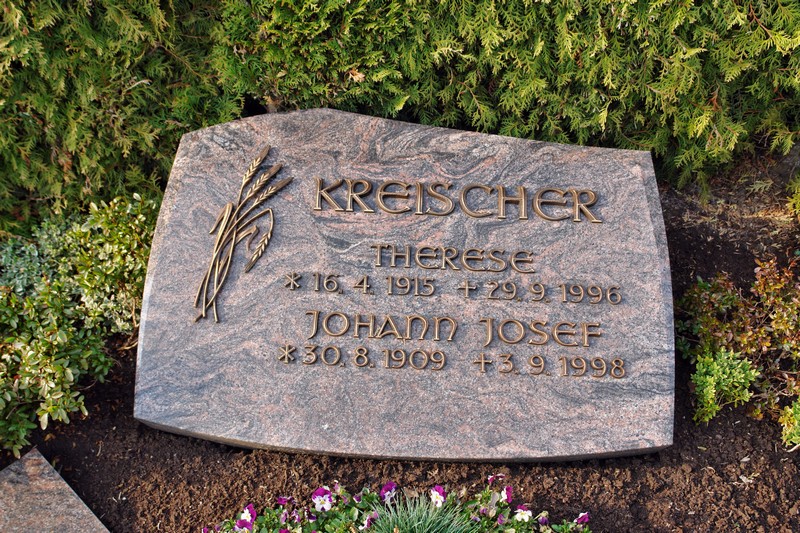 KREISCHER
THERESE
* 16. 4. 1915 +29. 9. 1996
JOHANN JOSEF
*30. 8. 1909 +3. 9. 1998